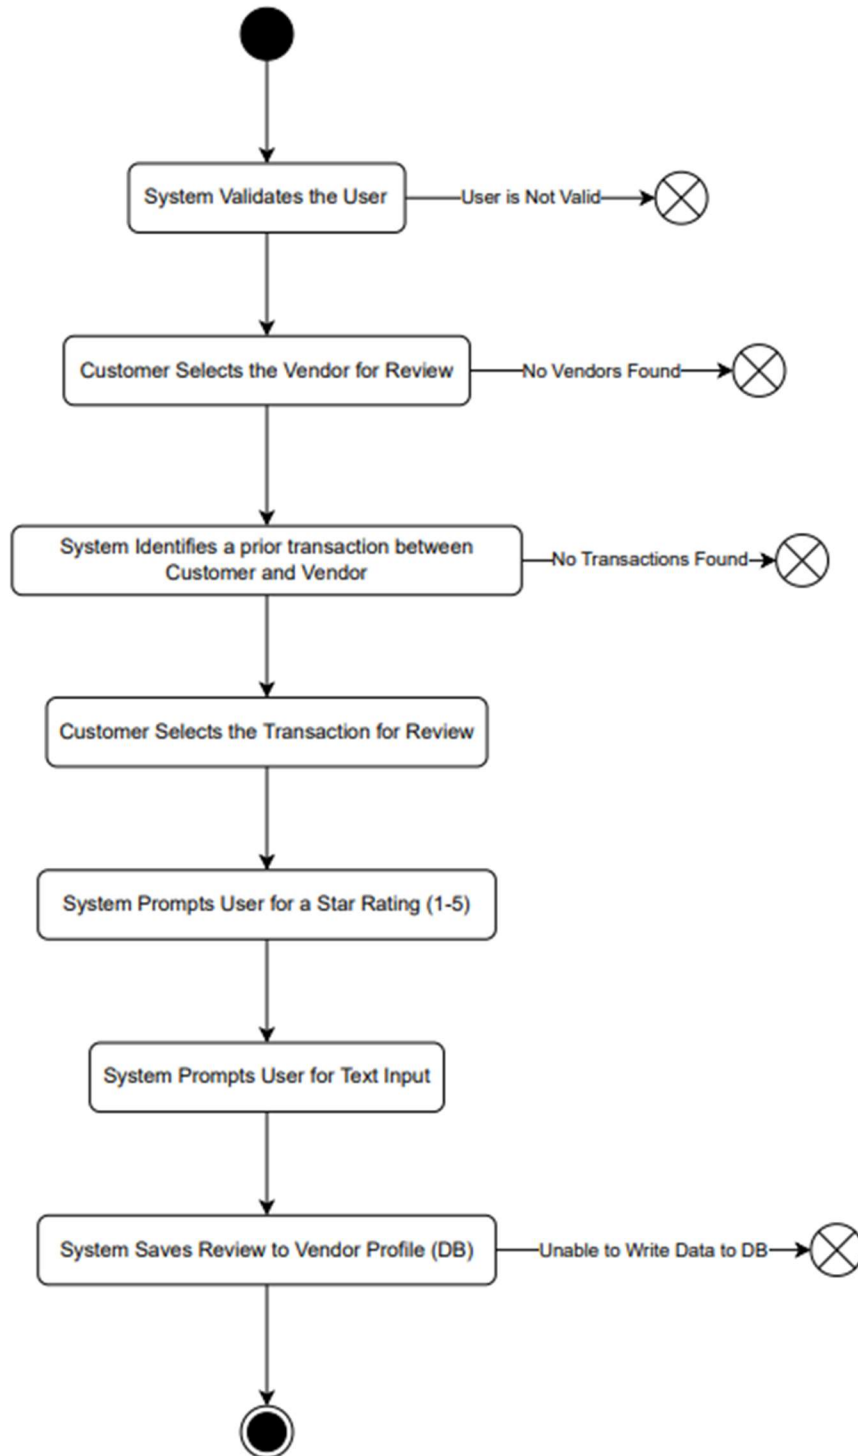 System Validates the User
User is Not Valid
Customer Selects the Vendor for Review
No Vendors Found
System Identifies a prior transaction between
Customer and Vendor
No Transactions Found
Customer Selects the Transaction for Review
System Prompts User for a Star Rating (1-5)
System Prompts User for Text Input
System Saves Review to Vendor Profile (DB)
Unable to Write Data to DB